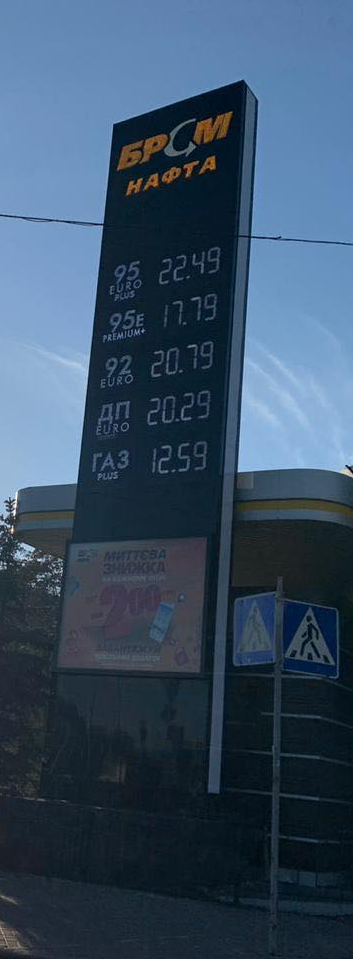 БРСМ
НАФТА
95 22.49
EURO
PLUS
95E 17.79
PREMIUM+
92 20.79
EURO
ДП 20.29
EURO
ГАЗ 12.59
PLUS
МИТТЄВА
ЗНИЖКА
200
ЗАВАНТАЖУЙ